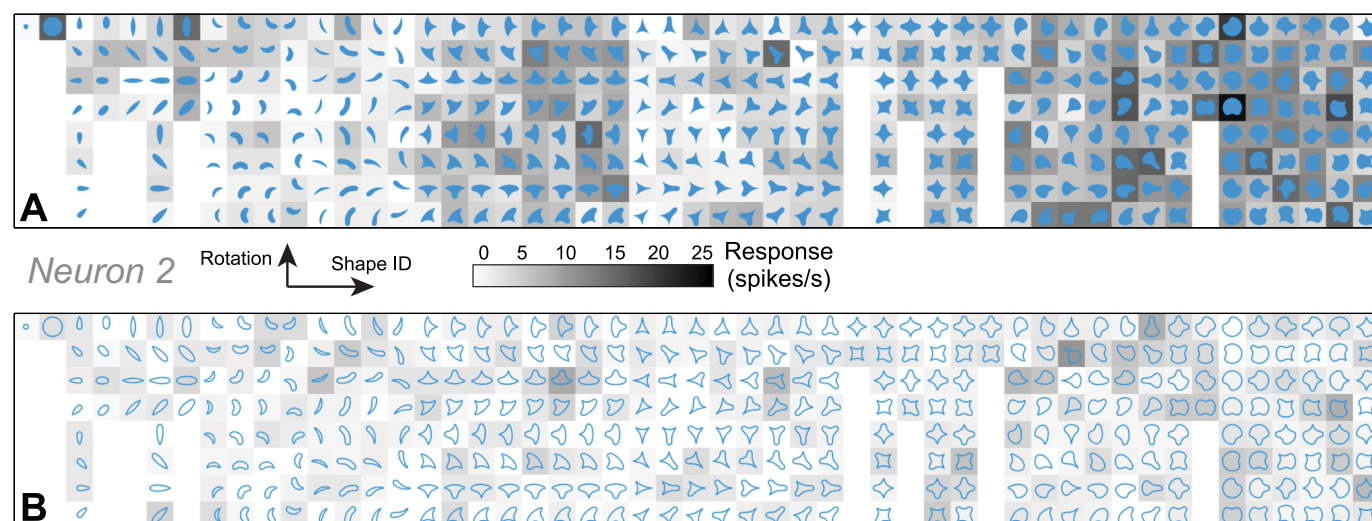 A
Neuron 2
Rotation
Shape ID
0 5 10 15 20 25
Response
(spikes/s)
B